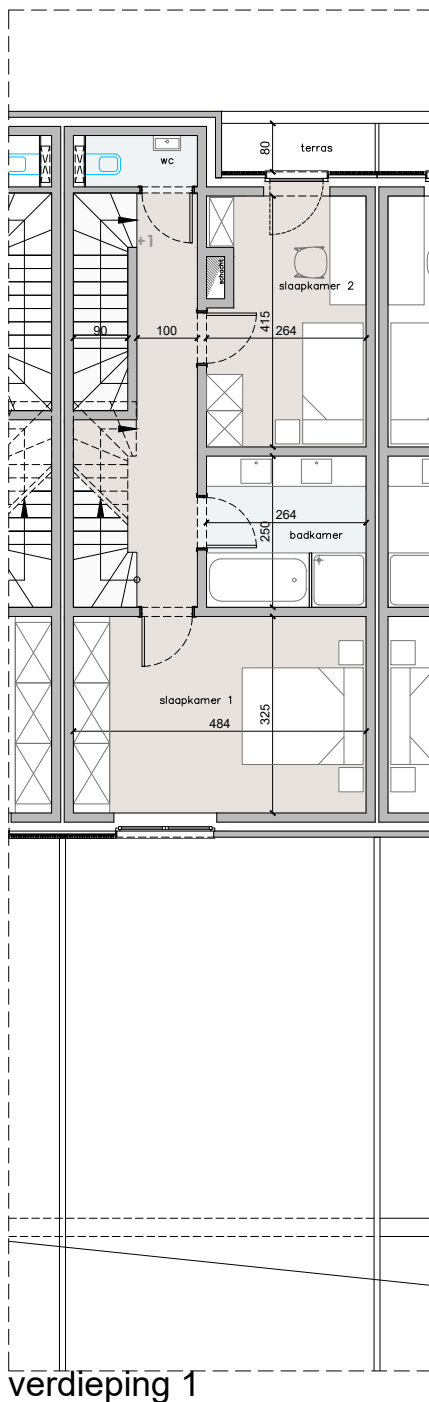 80
terras
wc
+1
schacht
slaapkamer 2
90
100
415
264
264
250
badkamer
slaapkamer 1
325
484
verdieping 1